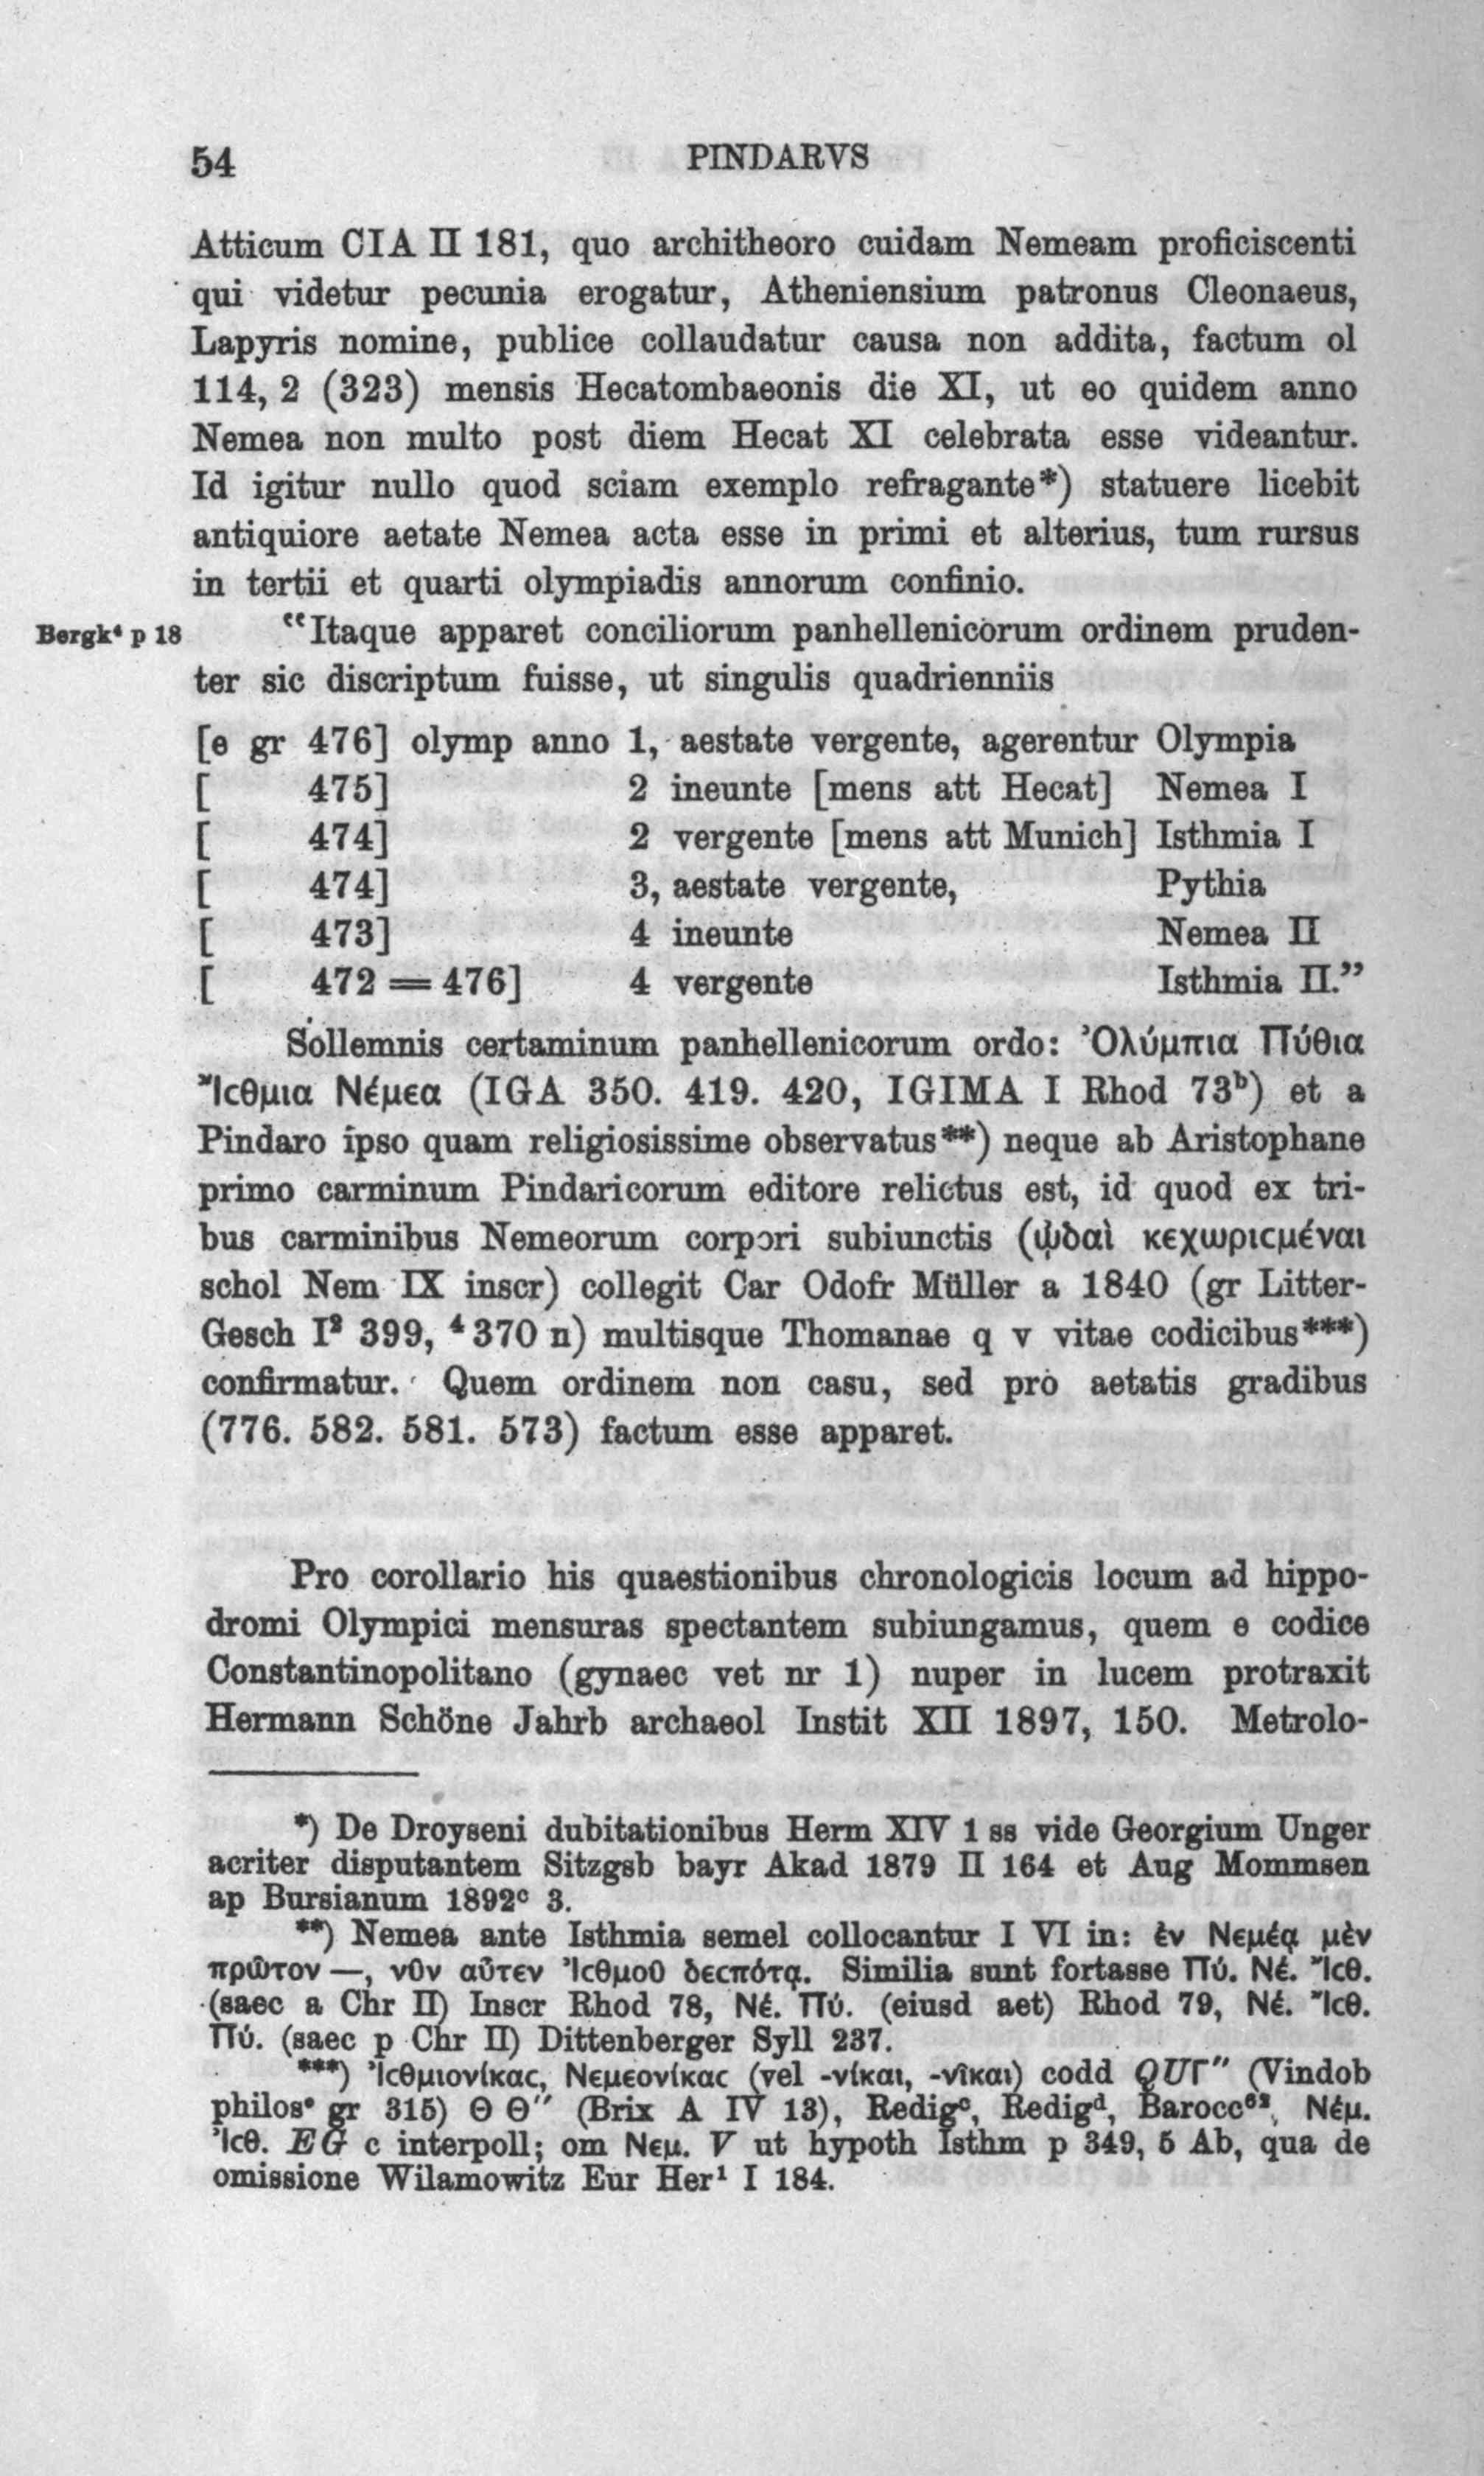 54 PINDARVS
Atticum CIA II 181, quo architheoro cuidam Nemeam proficiscenti
qui videtur pecunia erogatur, Atheniensium patronus Cleonaeus,
Lapyris nomine, publice collaudatur causa non addita, factum ol
114, 2 (323) mensis Hecatombaeonis die XI, ut eo quidem anno
Nemea non multo post diem Hecat XI celebrata esse videantur.
Id igitur nullo quod sciam exemplo refragante*) statuere licebit
antiquiore aetate Nemea acta esse in primi et alterius, tum rursus
in tertii et quarti olympiadis annorum confinio.
Bergk⁴ p 18 “Itaque apparet conciliorum panhellenicorum ordinem pruden-
ter sic discriptum fuisse, ut singulis quadrienniis
[e gr 476] olymp anno 1, aestate vergente, agerentur Olympia
[ 475] 2 ineunte [mens att Hecat] Nemea I
[ 474] 2 vergente [mens att Munich] Isthmia I
[ 474] 3, aestate vergente, Pythia
[ 473] 4 ineunte Nemea II
[ 472 = 476] 4 vergente Isthmia II.”
Sollemnis certaminum panhellenicorum ordo: Ὀλύμπια Πύθια
Ἴϲθμια Νέμεα (IGA 350. 419. 420, IGIMA I Rhod 73ᵇ) et a
Pindaro ipso quam religiosissime observatus**) neque ab Aristophane
primo carminum Pindaricorum editore relictus est, id quod ex tri-
bus carminibus Nemeorum corpori subiunctis (ᾠδαὶ κεχωριϲμέναι
schol Nem IX inscr) collegit Car Odofr Müller a 1840 (gr Litter-
Gesch I² 399, ⁴370 n) multisque Thomanae q v vitae codicibus***)
confirmatur. Quem ordinem non casu, sed pro aetatis gradibus
(776. 582. 581. 573) factum esse apparet.
Pro corollario his quaestionibus chronologicis locum ad hippo-
dromi Olympici mensuras spectantem subiungamus, quem e codice
Constantinopolitano (gynaec vet nr 1) nuper in lucem protraxit
Hermann Schöne Jahrb archaeol Instit XII 1897, 150. Metrolo-
*) De Droyseni dubitationibus Herm XIV 1 ss vide Georgium Unger
acriter disputantem Sitzgsb bayr Akad 1879 II 164 et Aug Mommsen
ap Bursianum 1892ᶜ 3.
**) Nemea ante Isthmia semel collocantur I VI in: ἐν Νεμέᾳ μὲν
πρῶτον —, νῦν αὖτεν Ἰϲθμοῦ δεϲπότᾳ. Similia sunt fortasse Πύ. Νέ. Ἴϲθ.
(saec a Chr II) Inscr Rhod 78, Νέ. Πύ. (eiusd aet) Rhod 79, Νέ. Ἴϲθ.
Πύ. (saec p Chr II) Dittenberger Syll 237.
***) Ἰϲθμιονίκαϲ, Νεμεονίκαϲ (vel -νίκαι, -νῖκαι) codd QUΓ″ (Vindob
philosᵉ gr 315) Θ Θ″ (Brix A IV 13), Redigᶜ, Redigᵈ, Barocc⁶², Νέμ.
Ἰϲθ. EG c interpoll; om Νεμ. V ut hypoth Isthm p 349, 5 Ab, qua de
omissione Wilamowitz Eur Her¹ I 184.